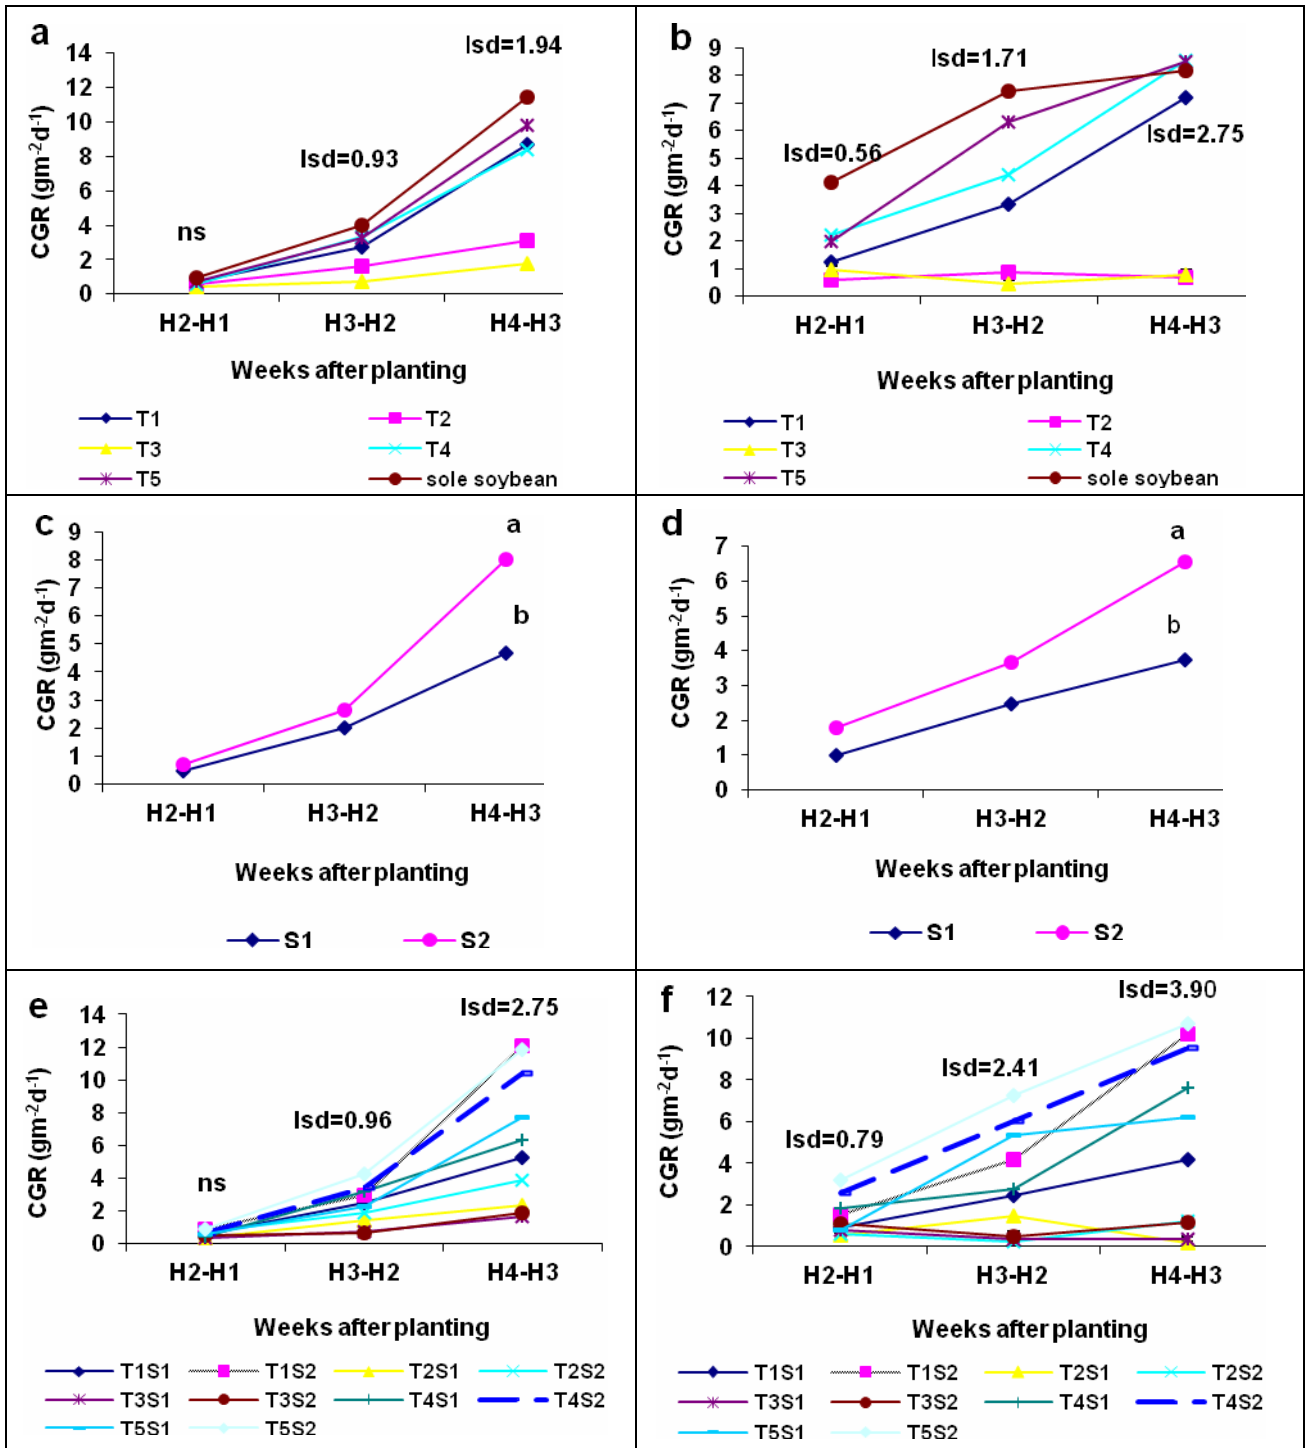 a
lsd=1.94
14
12
10
8
6
4
2
0
CGR (gm-2d-1)
lsd=0.93
ns
H2-H1 H3-H2 H4-H3
Weeks after planting
T1 T2
T3 T4
T5 sole soybean
b
9
8
7
6
5
4
3
2
1
0
CGR (gm-2d-1)
lsd=1.71
lsd=0.56
lsd=2.75
H2-H1 H3-H2 H4-H3
Weeks after planting
T1 T2
T3 T4
T5 sole soybean
c
9
8
7
6
5
4
3
2
1
0
CGR (gm-2d-1)
a
b
H2-H1 H3-H2 H4-H3
Weeks after planting
S1 S2
d
7
6
5
4
3
2
1
0
CGR (gm-2d-1)
a
b
H2-H1 H3-H2 H4-H3
Weeks after planting
S1 S2
e
lsd=2.75
14
12
10
8
6
4
2
0
CGR (gm-2d-1)
lsd=0.96
ns
H2-H1 H3-H2 H4-H3
Weeks after planting
T1S1 T1S2 T2S1 T2S2
T3S1 T3S2 T4S1 T4S2
T5S1 T5S2
f
lsd=3.90
12
10
8
6
4
2
0
CGR (gm-2d-1)
lsd=2.41
lsd=0.79
H2-H1 H3-H2 H4-H3
Weeks after planting
T1S1 T1S2 T2S1 T2S2
T3S1 T3S2 T4S1 T4S2
T5S1 T5S2